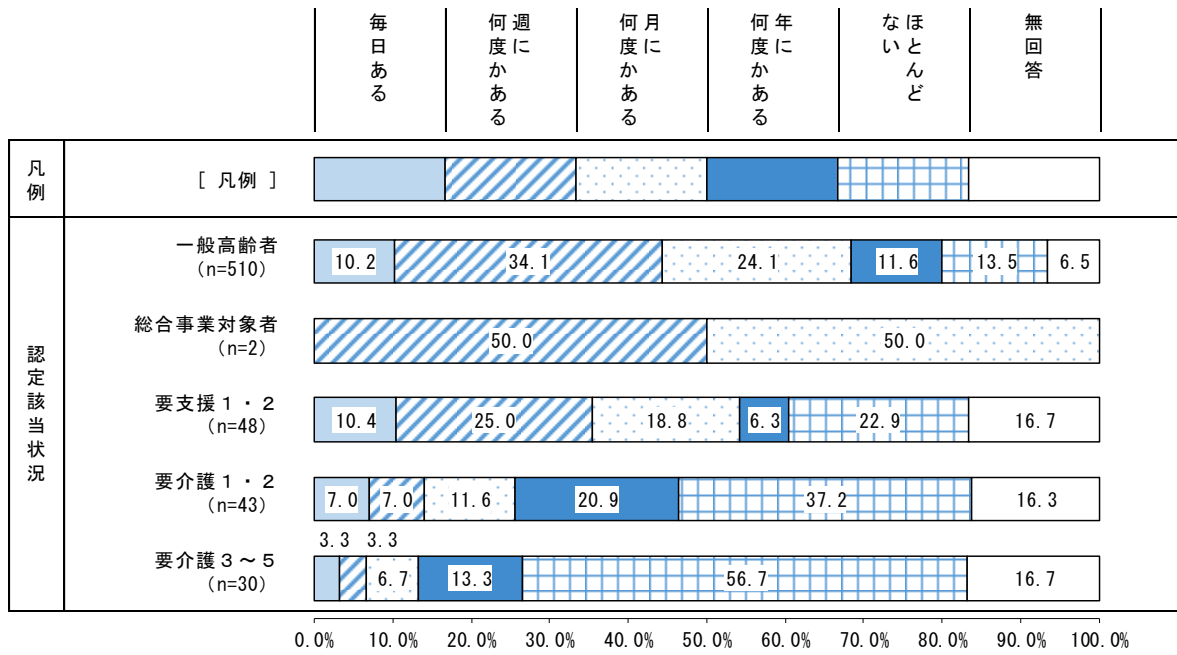 毎日ある
週に何度かある
月に何度かある
年に何度かある
ほとんどない
無回答
凡例
[ 凡例 ]
認定該当状況
一般高齢者
(n=510)
10.2
34.1
24.1
11.6
13.5
6.5
総合事業対象者
(n=2)
50.0
50.0
要支援１・２
(n=48)
10.4
25.0
18.8
6.3
22.9
16.7
要介護１・２
(n=43)
7.0
7.0
11.6
20.9
37.2
16.3
要介護３～５
(n=30)
3.3
3.3
6.7
13.3
56.7
16.7
0.0% 10.0% 20.0% 30.0% 40.0% 50.0% 60.0% 70.0% 80.0% 90.0% 100.0%